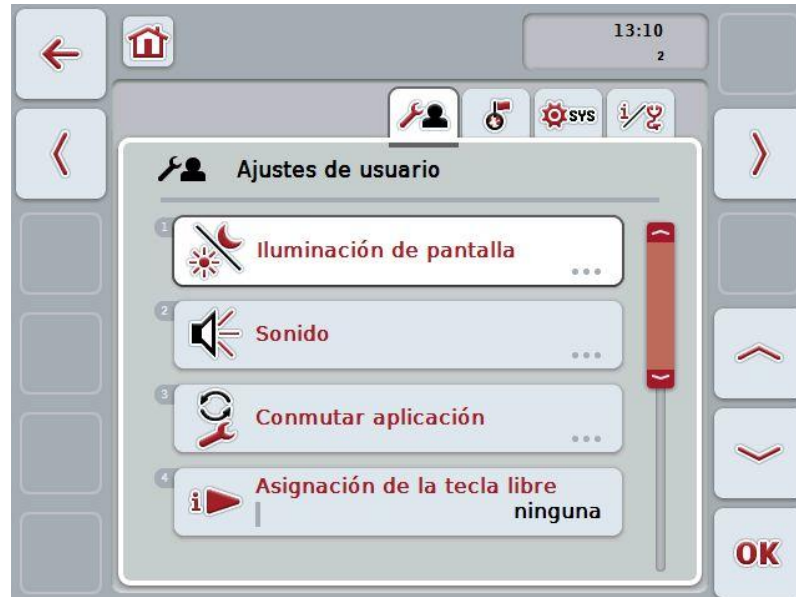 13:10
2
SYS
i/
Ajustes de usuario
1
Iluminación de pantalla
...
2
Sonido
...
3
Conmutar aplicación
...
4
i
Asignación de la tecla libre
ninguna
OK